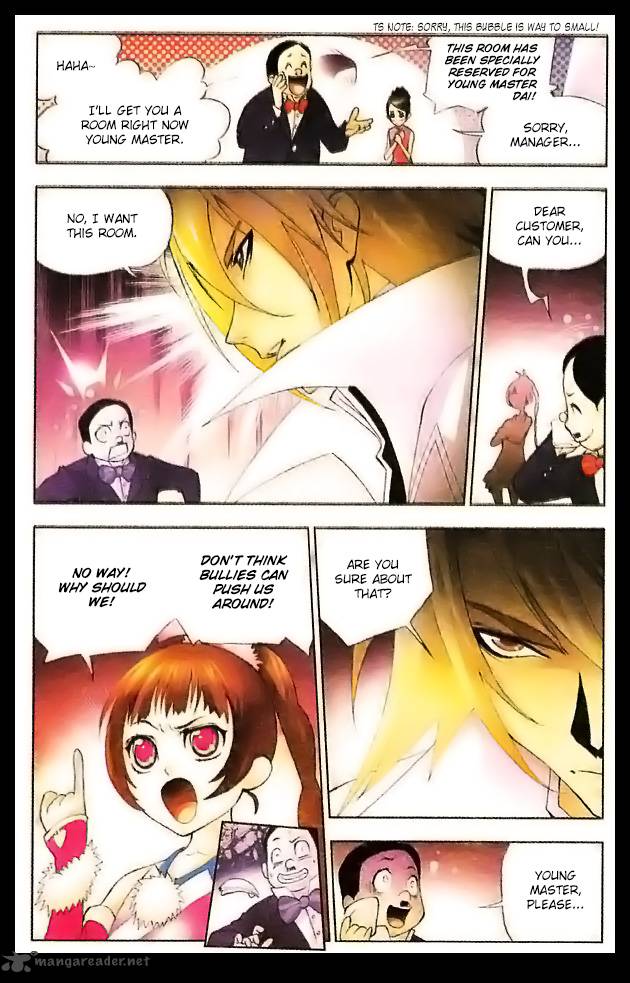 TS NOTE: SORRY, THIS BUBBLE IS WAY TO SMALL!
HAHA~
I'LL GET YOU A
ROOM RIGHT NOW
YOUNG MASTER.
THIS ROOM HAS
BEEN SPECIALLY
RESERVED FOR
YOUNG MASTER
DAI!
SORRY,
MANAGER...
NO, I WANT
THIS ROOM.
DEAR
CUSTOMER,
CAN YOU...
NO WAY!
WHY SHOULD
WE!
DON'T THINK
BULLIES CAN
PUSH US
AROUND!
ARE YOU
SURE ABOUT
THAT?
YOUNG
MASTER,
PLEASE...
mangareader.net